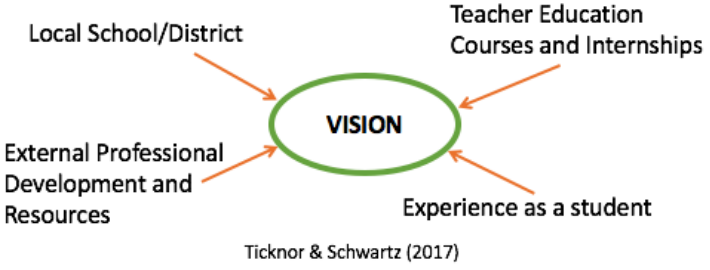 Local School/District
Teacher Education
Courses and Internships
VISION
External Professional
Development and
Resources
Experience as a student
Ticknor & Schwartz (2017)